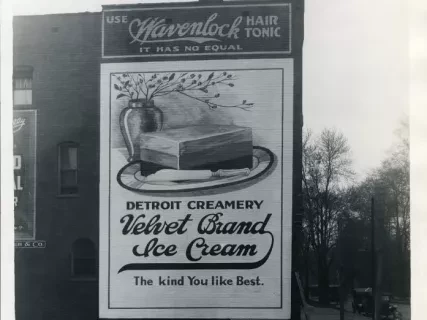 USE Wavenlock HAIR TONIC
IT HAS NO EQUAL
DETROIT CREAMERY
Velvet Brand
Ice Cream
The kind You like Best.
& CO.